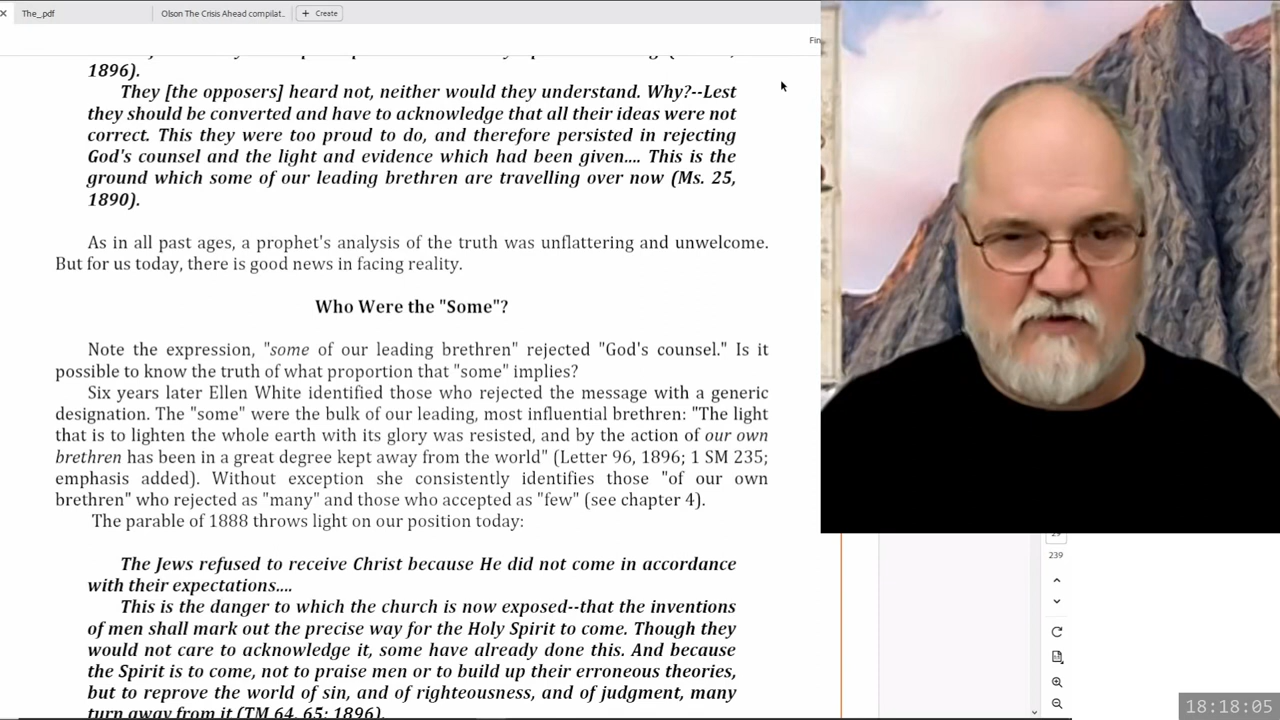 The_.pdf
Olson The Crisis Ahead compilat..
+ Create
Fin
1896).
They [the opposers] heard not, neither would they understand. Why?--Lest
they should be converted and have to acknowledge that all their ideas were not
correct. This they were too proud to do, and therefore persisted in rejecting
God's counsel and the light and evidence which had been given.... This is the
ground which some of our leading brethren are travelling over now (Ms. 25,
1890).
As in all past ages, a prophet's analysis of the truth was unflattering and unwelcome.
But for us today, there is good news in facing reality.
Who Were the "Some"?
Note the expression, "some of our leading brethren" rejected "God's counsel." Is it
possible to know the truth of what proportion that "some" implies?
Six years later Ellen White identified those who rejected the message with a generic
designation. The "some" were the bulk of our leading, most influential brethren: "The light
that is to lighten the whole earth with its glory was resisted, and by the action of our own
brethren has been in a great degree kept away from the world" (Letter 96, 1896; 1 SM 235;
emphasis added). Without exception she consistently identifies those "of our own
brethren" who rejected as "many" and those who accepted as "few" (see chapter 4).
The parable of 1888 throws light on our position today:
The Jews refused to receive Christ because He did not come in accordance
with their expectations....
This is the danger to which the church is now exposed--that the inventions
of men shall mark out the precise way for the Holy Spirit to come. Though they
would not care to acknowledge it, some have already done this. And because
the Spirit is to come, not to praise men or to build up their erroneous theories,
but to reprove the world of sin, and of righteousness, and of judgment, many
turn away from it (TM 64, 65; 1896).
239
18:18:05